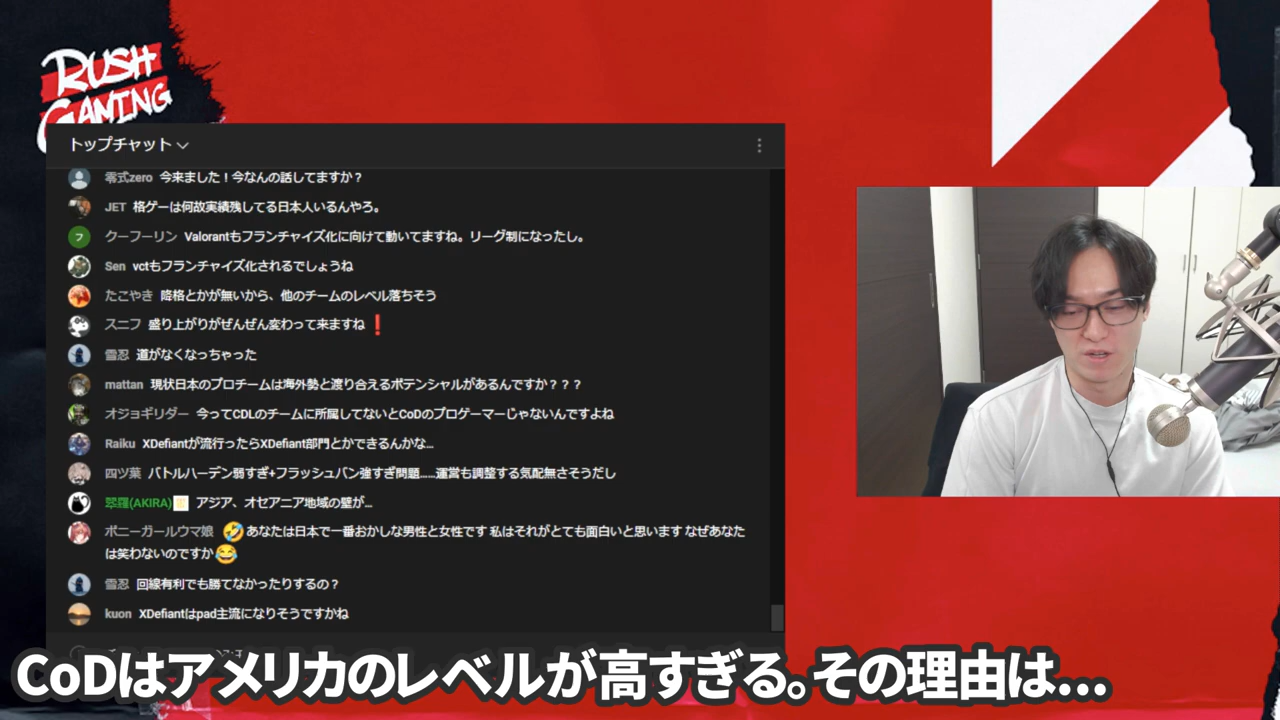 RUSH
GAMING
トップチャット
零式zero 今来ました！今なんの話してますか？
JET 格ゲーは何故実績残してる日本人いるんやろ。
フ クーフーリン Valorantもフランチャイズ化に向けて動いてますね。リーグ制になったし。
Sen vctもフランチャイズ化されるでしょうね
たこやき 降格とかが無いから、他のチームのレベル落ちそう
スニフ 盛り上がりがぜんぜん変わって来ますね❗
雪忍 道がなくなっちゃった
mattan 現状日本のプロチームは海外勢と渡り合えるポテンシャルがあるんですか？？？
オジョギリダー 今ってCDLのチームに所属してないとCoDのプロゲーマーじゃないんですよね
Raiku XDefiantが流行ったらXDefiant部門とかできるんかな…
四ツ葉 バトルハーデン弱すぎ+フラッシュバン強すぎ問題……運営も調整する気配無さそうだし
翆羅(AKIRA) アジア、オセアニア地域の壁が…
ポニーガールウマ娘 🤣あなたは日本で一番おかしな男性と女性です 私はそれがとても面白いと思います なぜあなた
は笑わないのですか😂
雪忍 回線有利でも勝てなかったりするの？
kuon XDefiantはpad主流になりそうですかね
CoDはアメリカのレベルが高すぎる。その理由は…